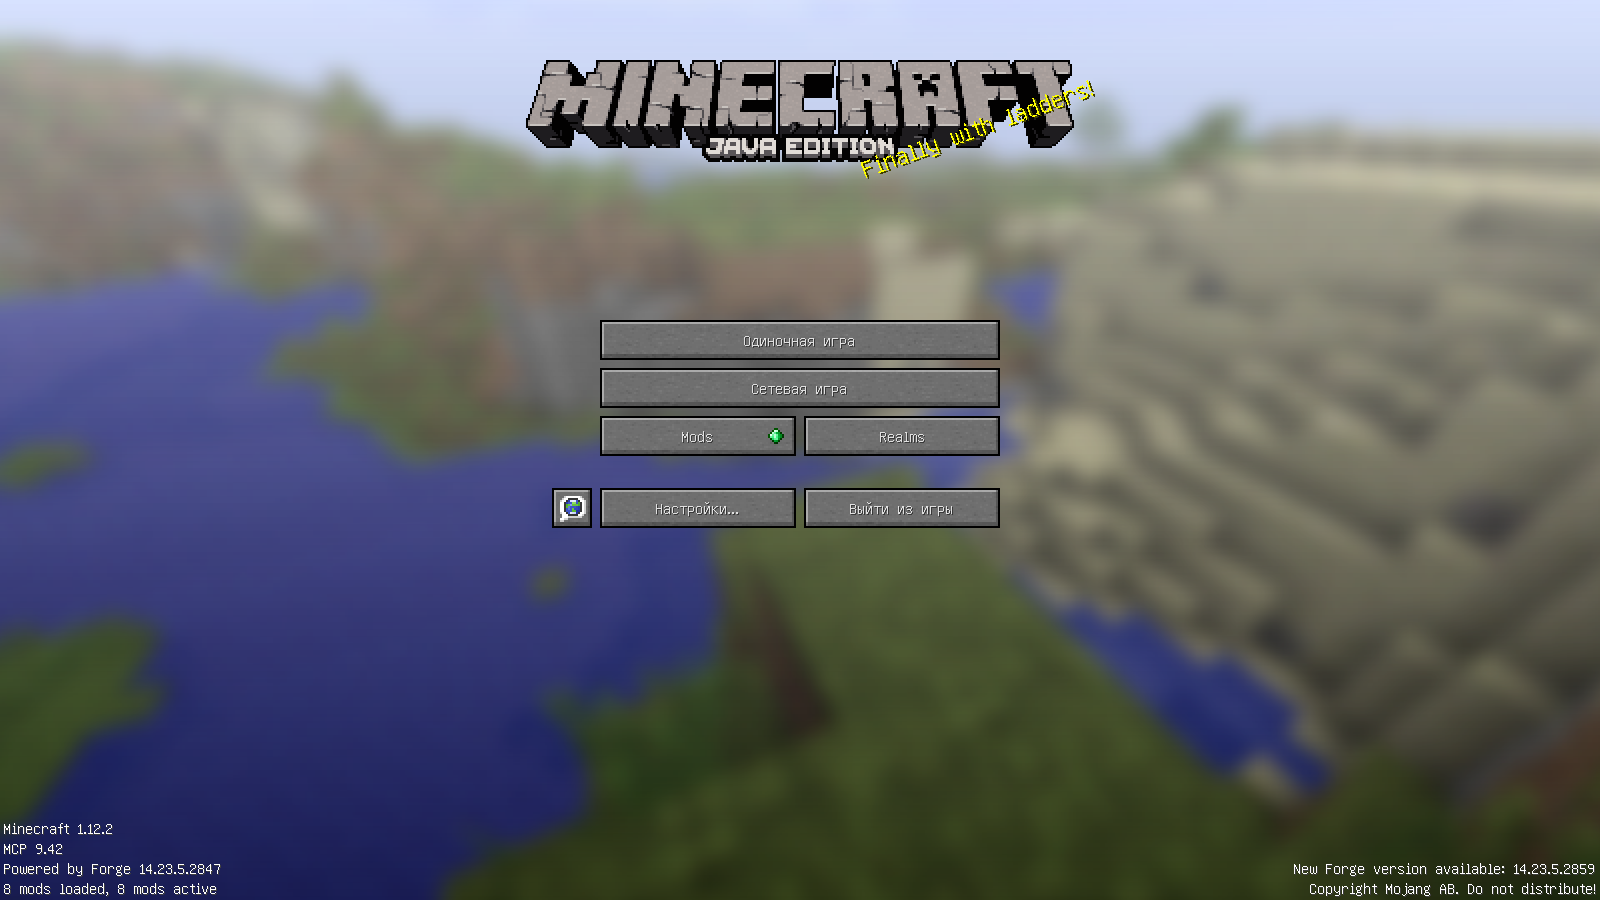 MINECRAFT
JAVA EDITION
Finally with ladders!
Одиночная игра
Сетевая игра
Mods
Realms
Настройки...
Выйти из игры
Minecraft 1.12.2
MCP 9.42
Powered by Forge 14.23.5.2847
8 mods loaded, 8 mods active
New Forge version available: 14.23.5.2859
Copyright Mojang AB. Do not distribute!